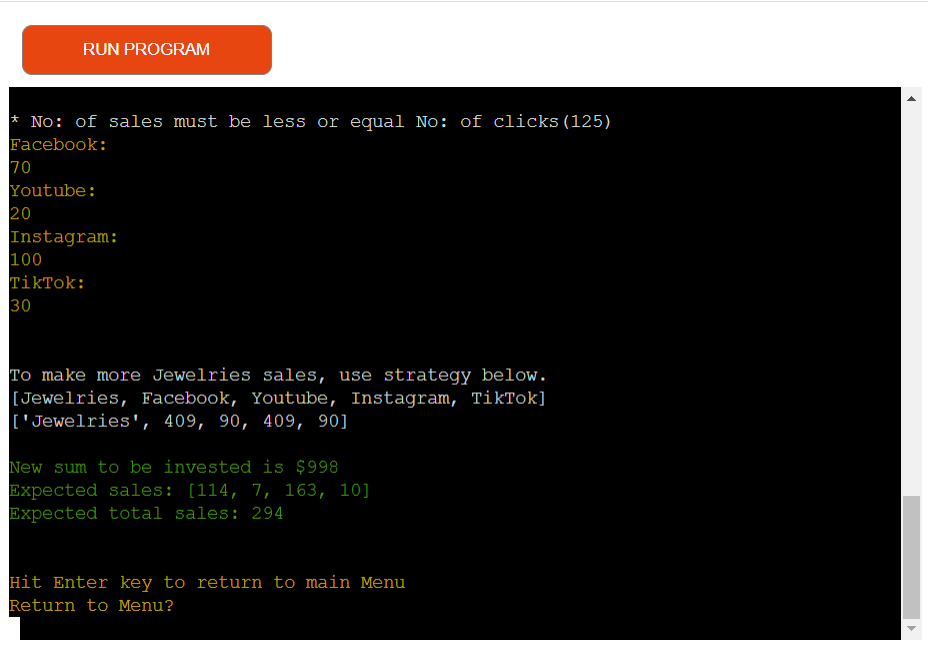 RUN PROGRAM
* No: of sales must be less or equal No: of clicks(125)
Facebook:
70
Youtube:
20
Instagram:
100
TikTok:
30
To make more Jewelries sales, use strategy below.
[Jewelries, Facebook, Youtube, Instagram, TikTok]
['Jewelries', 409, 90, 409, 90]
New sum to be invested is $998
Expected sales: [114, 7, 163, 10]
Expected total sales: 294
Hit Enter key to return to main Menu
Return to Menu?